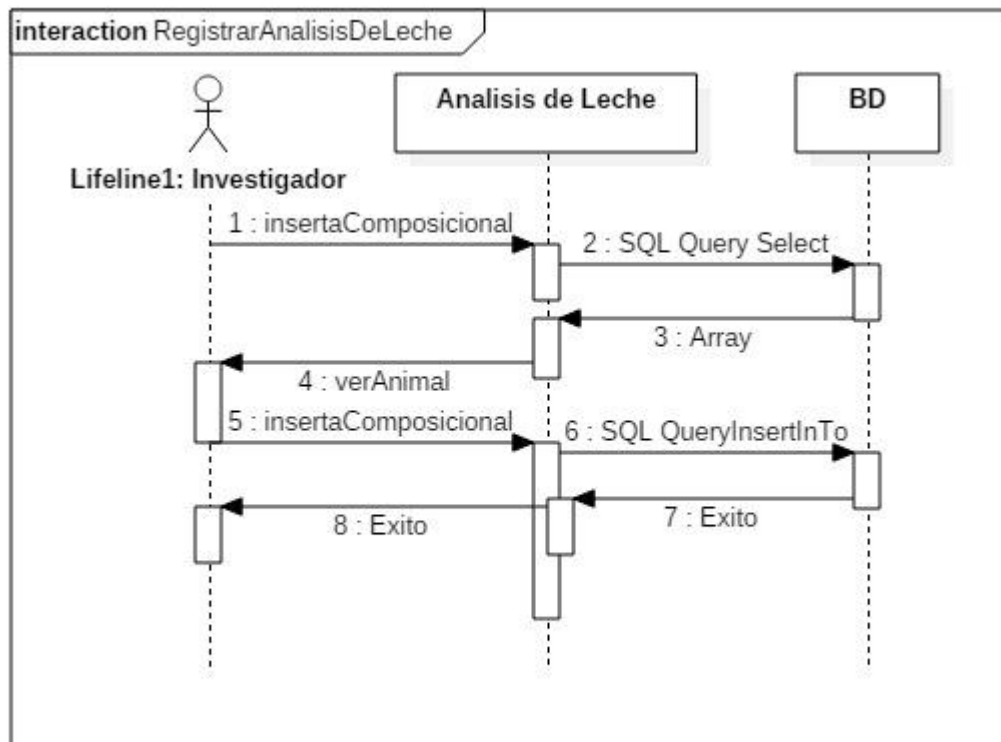 interaction RegistrarAnalisisDeLeche
Analisis de Leche
BD
Lifeline1: Investigador
1 : insertaComposicional
2 : SQL Query Select
3 : Array
4 : verAnimal
5 : insertaComposicional
6 : SQL QueryInsertInTo
7 : Exito
8 : Exito